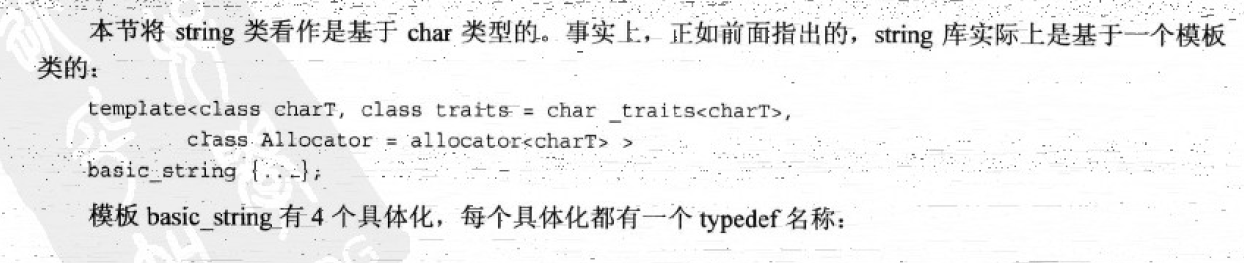 本节将 string 类看作是基于 char 类型的。事实上，正如前面指出的，string 库实际上是基于一个模板
类的：
template<class charT, class traits = char _traits<charT>,
class Allocator = allocator<charT> >
basic_string {...};
模板 basic_string 有 4 个具体化，每个具体化都有一个 typedef 名称：